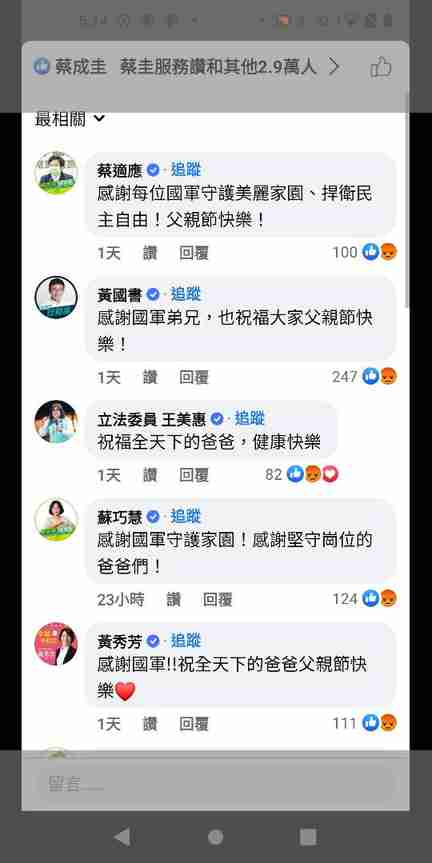 5:14
蔡成圭 蔡圭服務讚和其他2.9萬人
最相關
蔡適應 · 追蹤
感謝每位國軍守護美麗家園、捍衛民
主自由！父親節快樂！
1天 讚 回覆 100
黃國書 · 追蹤
感謝國軍弟兄，也祝福大家父親節快
樂！
1天 讚 回覆 247
立法委員 王美惠 · 追蹤
祝福全天下的爸爸，健康快樂
1天 讚 回覆 82
蘇巧慧 · 追蹤
感謝國軍守護家園！感謝堅守崗位的
爸爸們！
23小時 讚 回覆 124
黃秀芳 · 追蹤
感謝國軍!!祝全天下的爸爸父親節快
樂❤️
1天 讚 回覆 111
留言……